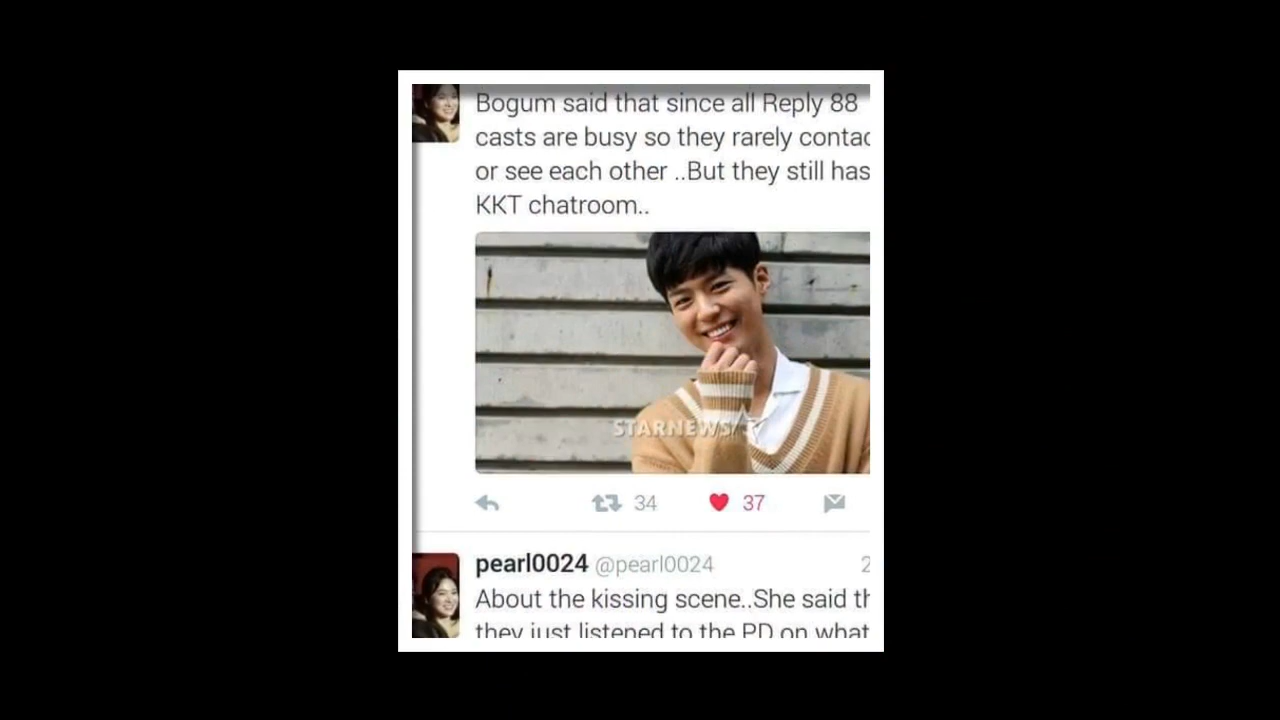 Bogum said that since all Reply 88
casts are busy so they rarely contac
or see each other ..But they still has
KKT chatroom..
STARNEWS
34
37
pearl0024 @pearl0024 2
About the kissing scene..She said th
they just listened to the PD on what